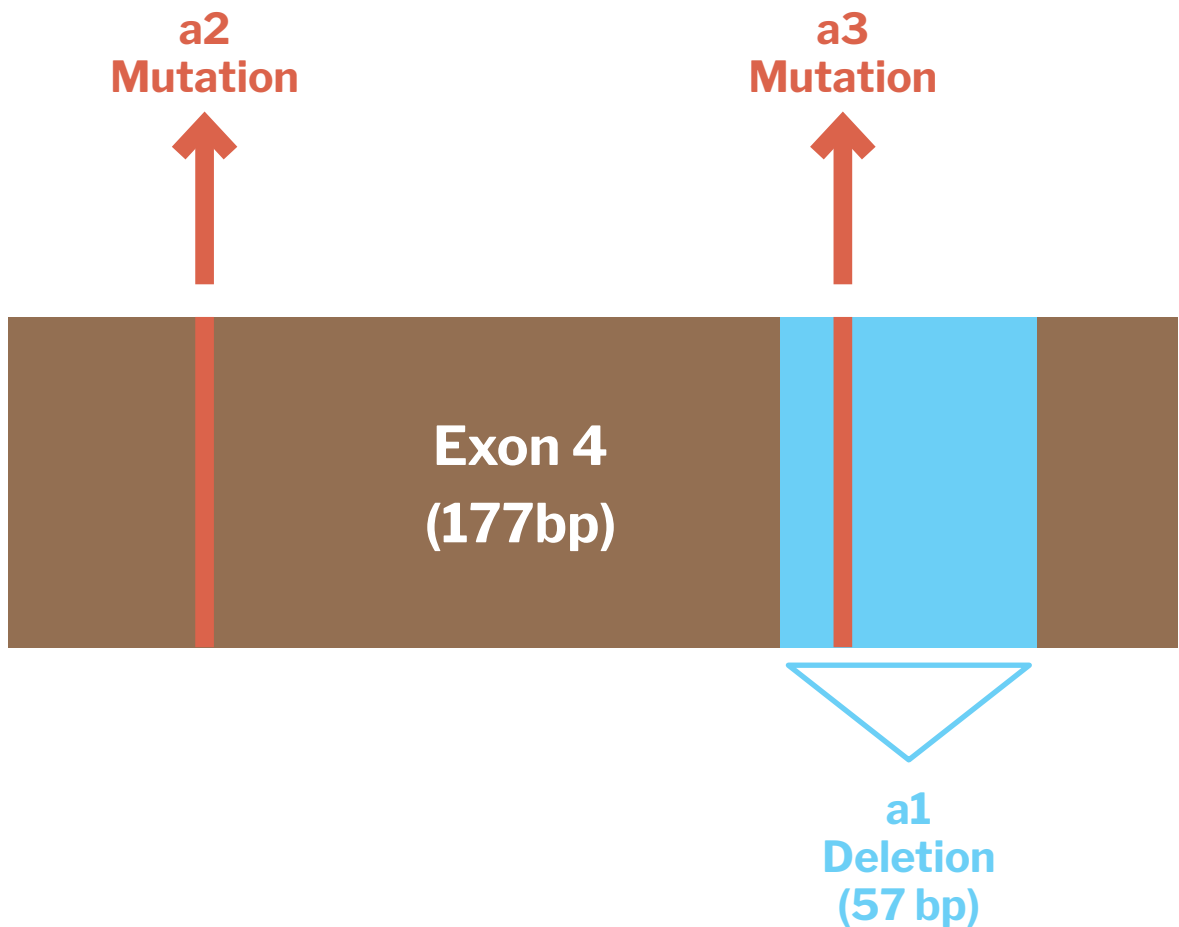 a2
Mutation
a3
Mutation
Exon 4
(177bp)
a1
Deletion
(57 bp)